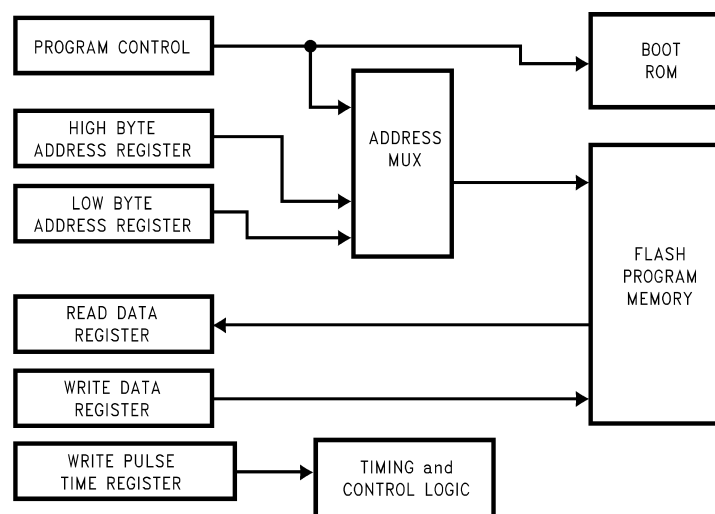 PROGRAM CONTROL
BOOT
ROM
HIGH BYTE
ADDRESS REGISTER
ADDRESS
MUX
LOW BYTE
ADDRESS REGISTER
FLASH
PROGRAM
MEMORY
READ DATA
REGISTER
WRITE DATA
REGISTER
WRITE PULSE
TIME REGISTER
TIMING and
CONTROL LOGIC